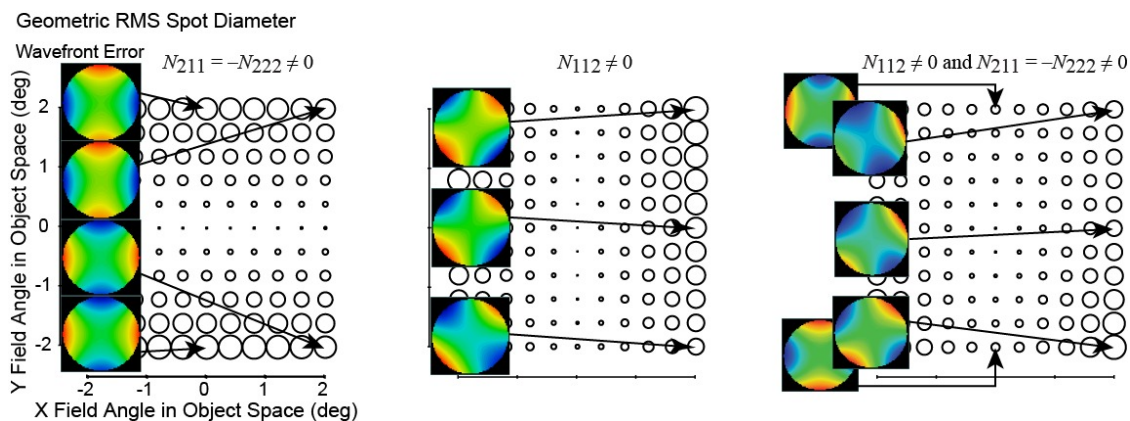 Geometric RMS Spot Diameter
Wavefront Error
N211 = –N222 ≠ 0
N112 ≠ 0
N112 ≠ 0 and N211 = –N222 ≠ 0
Y Field Angle in Object Space (deg)
2
1
0
-1
-2
-2 -1 0 1 2
X Field Angle in Object Space (deg)